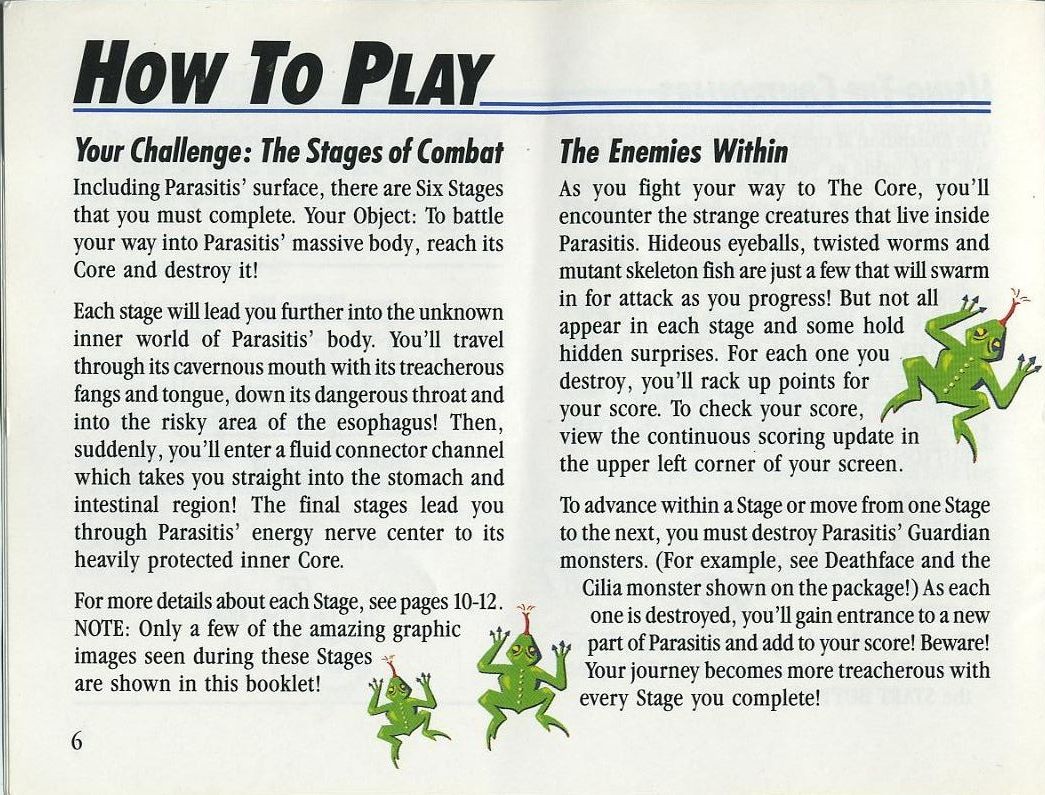 HOW TO PLAY
Your Challenge: The Stages of Combat
Including Parasitis' surface, there are Six Stages
that you must complete. Your Object: To battle
your way into Parasitis' massive body, reach its
Core and destroy it!
Each stage will lead you further into the unknown
inner world of Parasitis' body. You'll travel
through its cavernous mouth with its treacherous
fangs and tongue, down its dangerous throat and
into the risky area of the esophagus! Then,
suddenly, you'll enter a fluid connector channel
which takes you straight into the stomach and
intestinal region! The final stages lead you
through Parasitis' energy nerve center to its
heavily protected inner Core.
For more details about each Stage, see pages 10-12.
NOTE: Only a few of the amazing graphic
images seen during these Stages
are shown in this booklet!
6
The Enemies Within
As you fight your way to The Core, you'll
encounter the strange creatures that live inside
Parasitis. Hideous eyeballs, twisted worms and
mutant skeleton fish are just a few that will swarm
in for attack as you progress! But not all
appear in each stage and some hold
hidden surprises. For each one you
destroy, you'll rack up points for
your score. To check your score,
view the continuous scoring update in
the upper left corner of your screen.
To advance within a Stage or move from one Stage
to the next, you must destroy Parasitis' Guardian
monsters. (For example, see Deathface and the
Cilia monster shown on the package!) As each
one is destroyed, you'll gain entrance to a new
part of Parasitis and add to your score! Beware!
Your journey becomes more treacherous with
every Stage you complete!